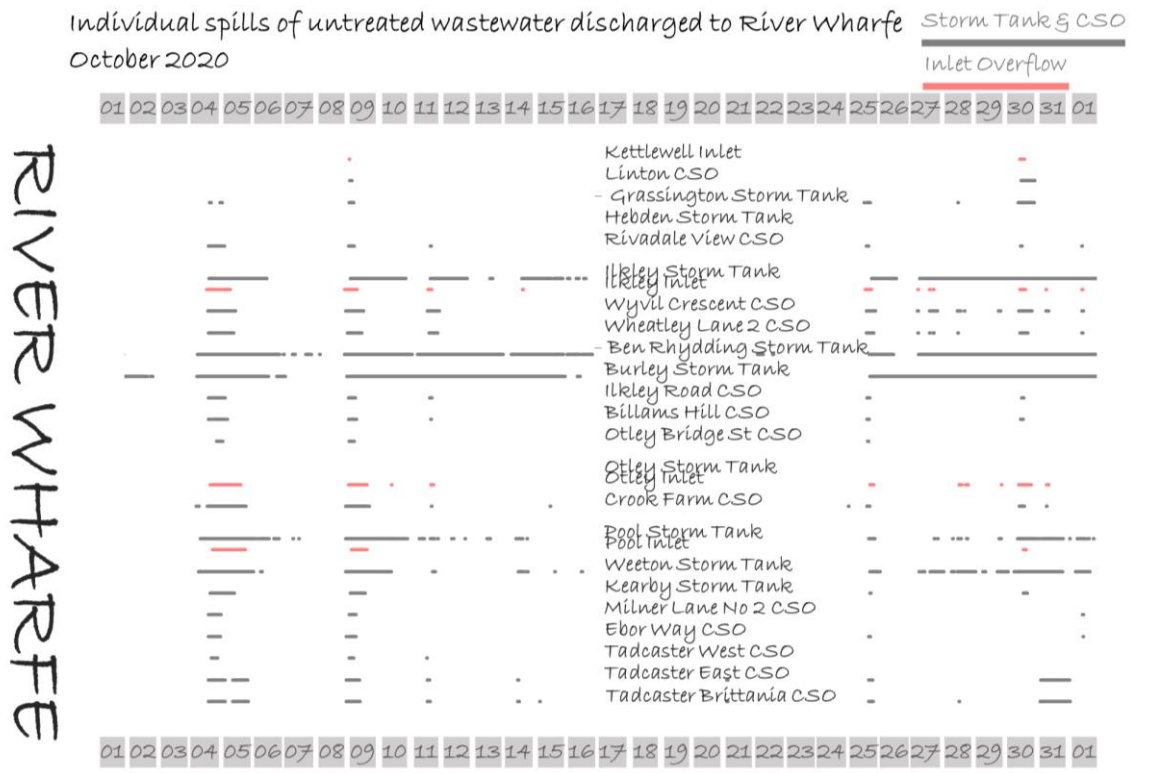 Individual spills of untreated wastewater discharged to River Wharfe
October 2020
Storm Tank & CSO
Inlet Overflow
01 02 03 04 05 06 07 08 09 10 11 12 13 14 15 16 17 18 19 20 21 22 23 24 25 26 27 28 29 30 31 01
RIVER WHARFE
Kettlewell Inlet
Linton CSO
Grassington Storm Tank
Hebden Storm Tank
Rivadale View CSO
Ilkley Storm Tank
Ilkley Inlet
Wyvil Crescent CSO
Wheatley Lane 2 CSO
Ben Rhydding Storm Tank
Burley Storm Tank
Ilkley Road CSO
Billams Hill CSO
Otley Bridge St CSO
Otley Storm Tank
Otley Inlet
Crook Farm CSO
Pool Storm Tank
Pool Inlet
Weeton Storm Tank
Kearby Storm Tank
Milner Lane No 2 CSO
Ebor Way CSO
Tadcaster West CSO
Tadcaster East CSO
Tadcaster Brittania CSO
01 02 03 04 05 06 07 08 09 10 11 12 13 14 15 16 17 18 19 20 21 22 23 24 25 26 27 28 29 30 31 01